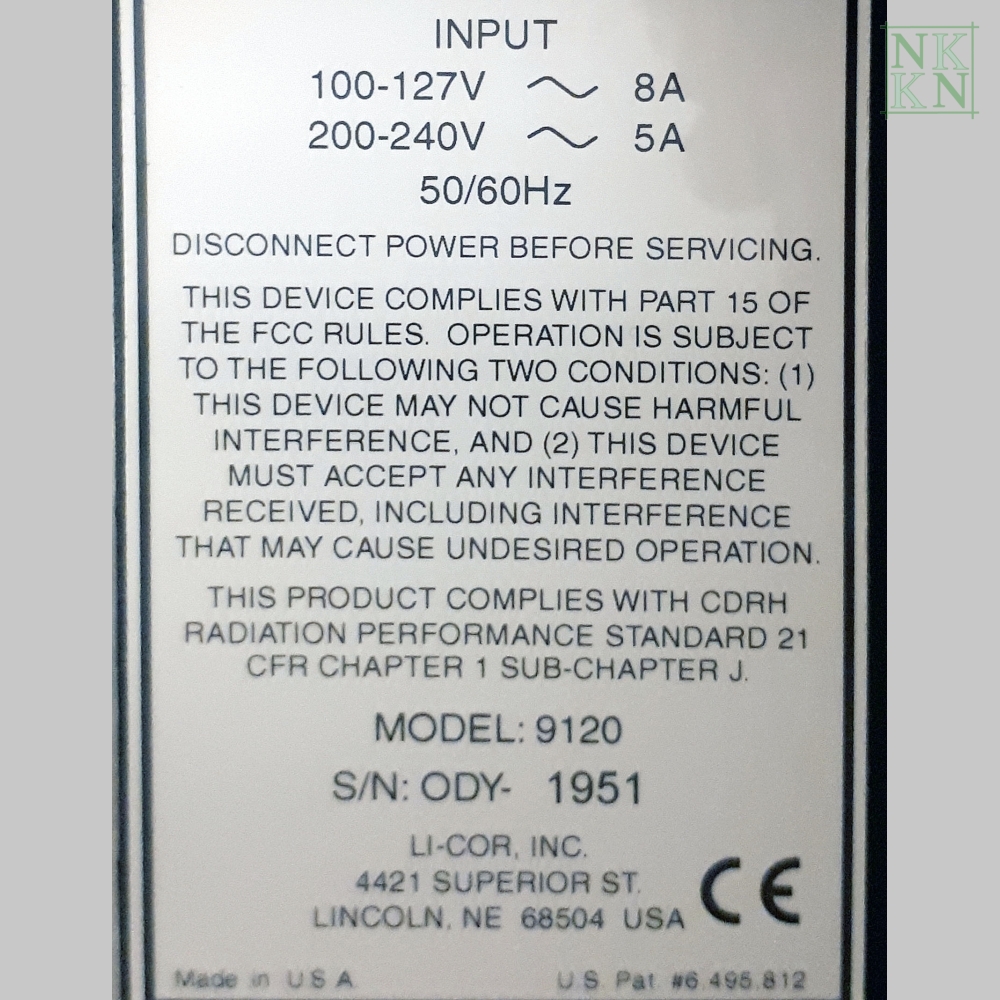 INPUT
100-127V ～ 8A
200-240V ～ 5A
50/60Hz
DISCONNECT POWER BEFORE SERVICING.
THIS DEVICE COMPLIES WITH PART 15 OF
THE FCC RULES. OPERATION IS SUBJECT
TO THE FOLLOWING TWO CONDITIONS: (1)
THIS DEVICE MAY NOT CAUSE HARMFUL
INTERFERENCE, AND (2) THIS DEVICE
MUST ACCEPT ANY INTERFERENCE
RECEIVED, INCLUDING INTERFERENCE
THAT MAY CAUSE UNDESIRED OPERATION.
THIS PRODUCT COMPLIES WITH CDRH
RADIATION PERFORMANCE STANDARD 21
CFR CHAPTER 1 SUB-CHAPTER J.
MODEL: 9120
S/N: ODY- 1951
LI-COR, INC.
4421 SUPERIOR ST.
LINCOLN, NE 68504 USA
CE
Made in U S A
U.S. Pat. #6,495,812
NK
KN